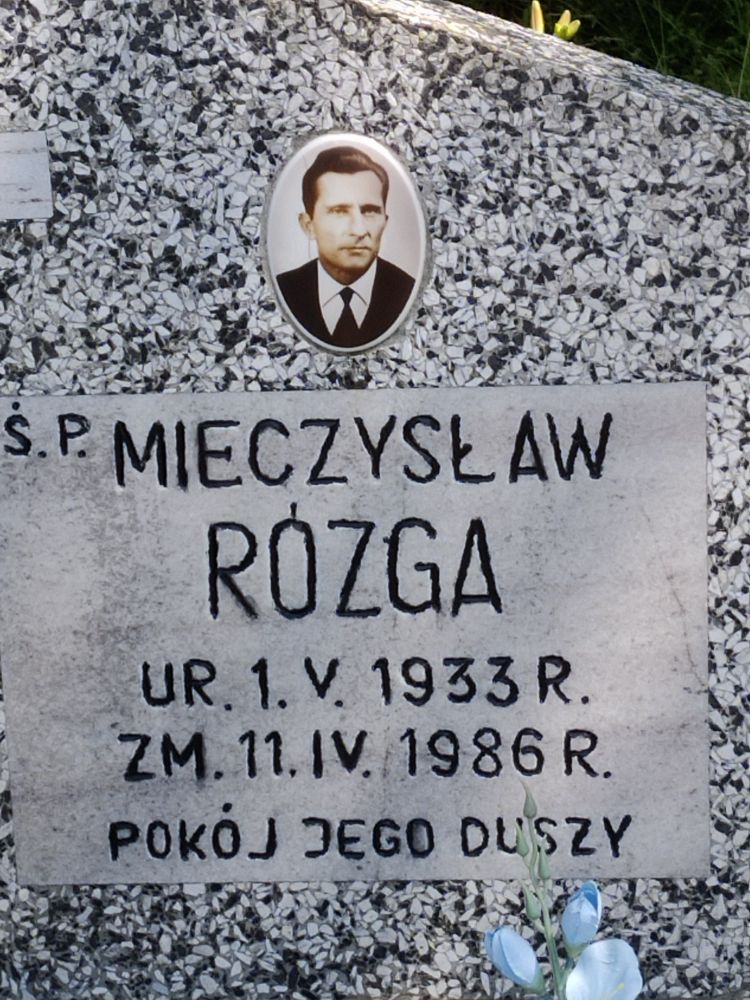 Ś.P. MIECZYSŁAW
RÓZGA
UR. 1. V. 1933 R.
ZM. 11. IV. 1986 R.
POKÓJ JEGO DUSZY